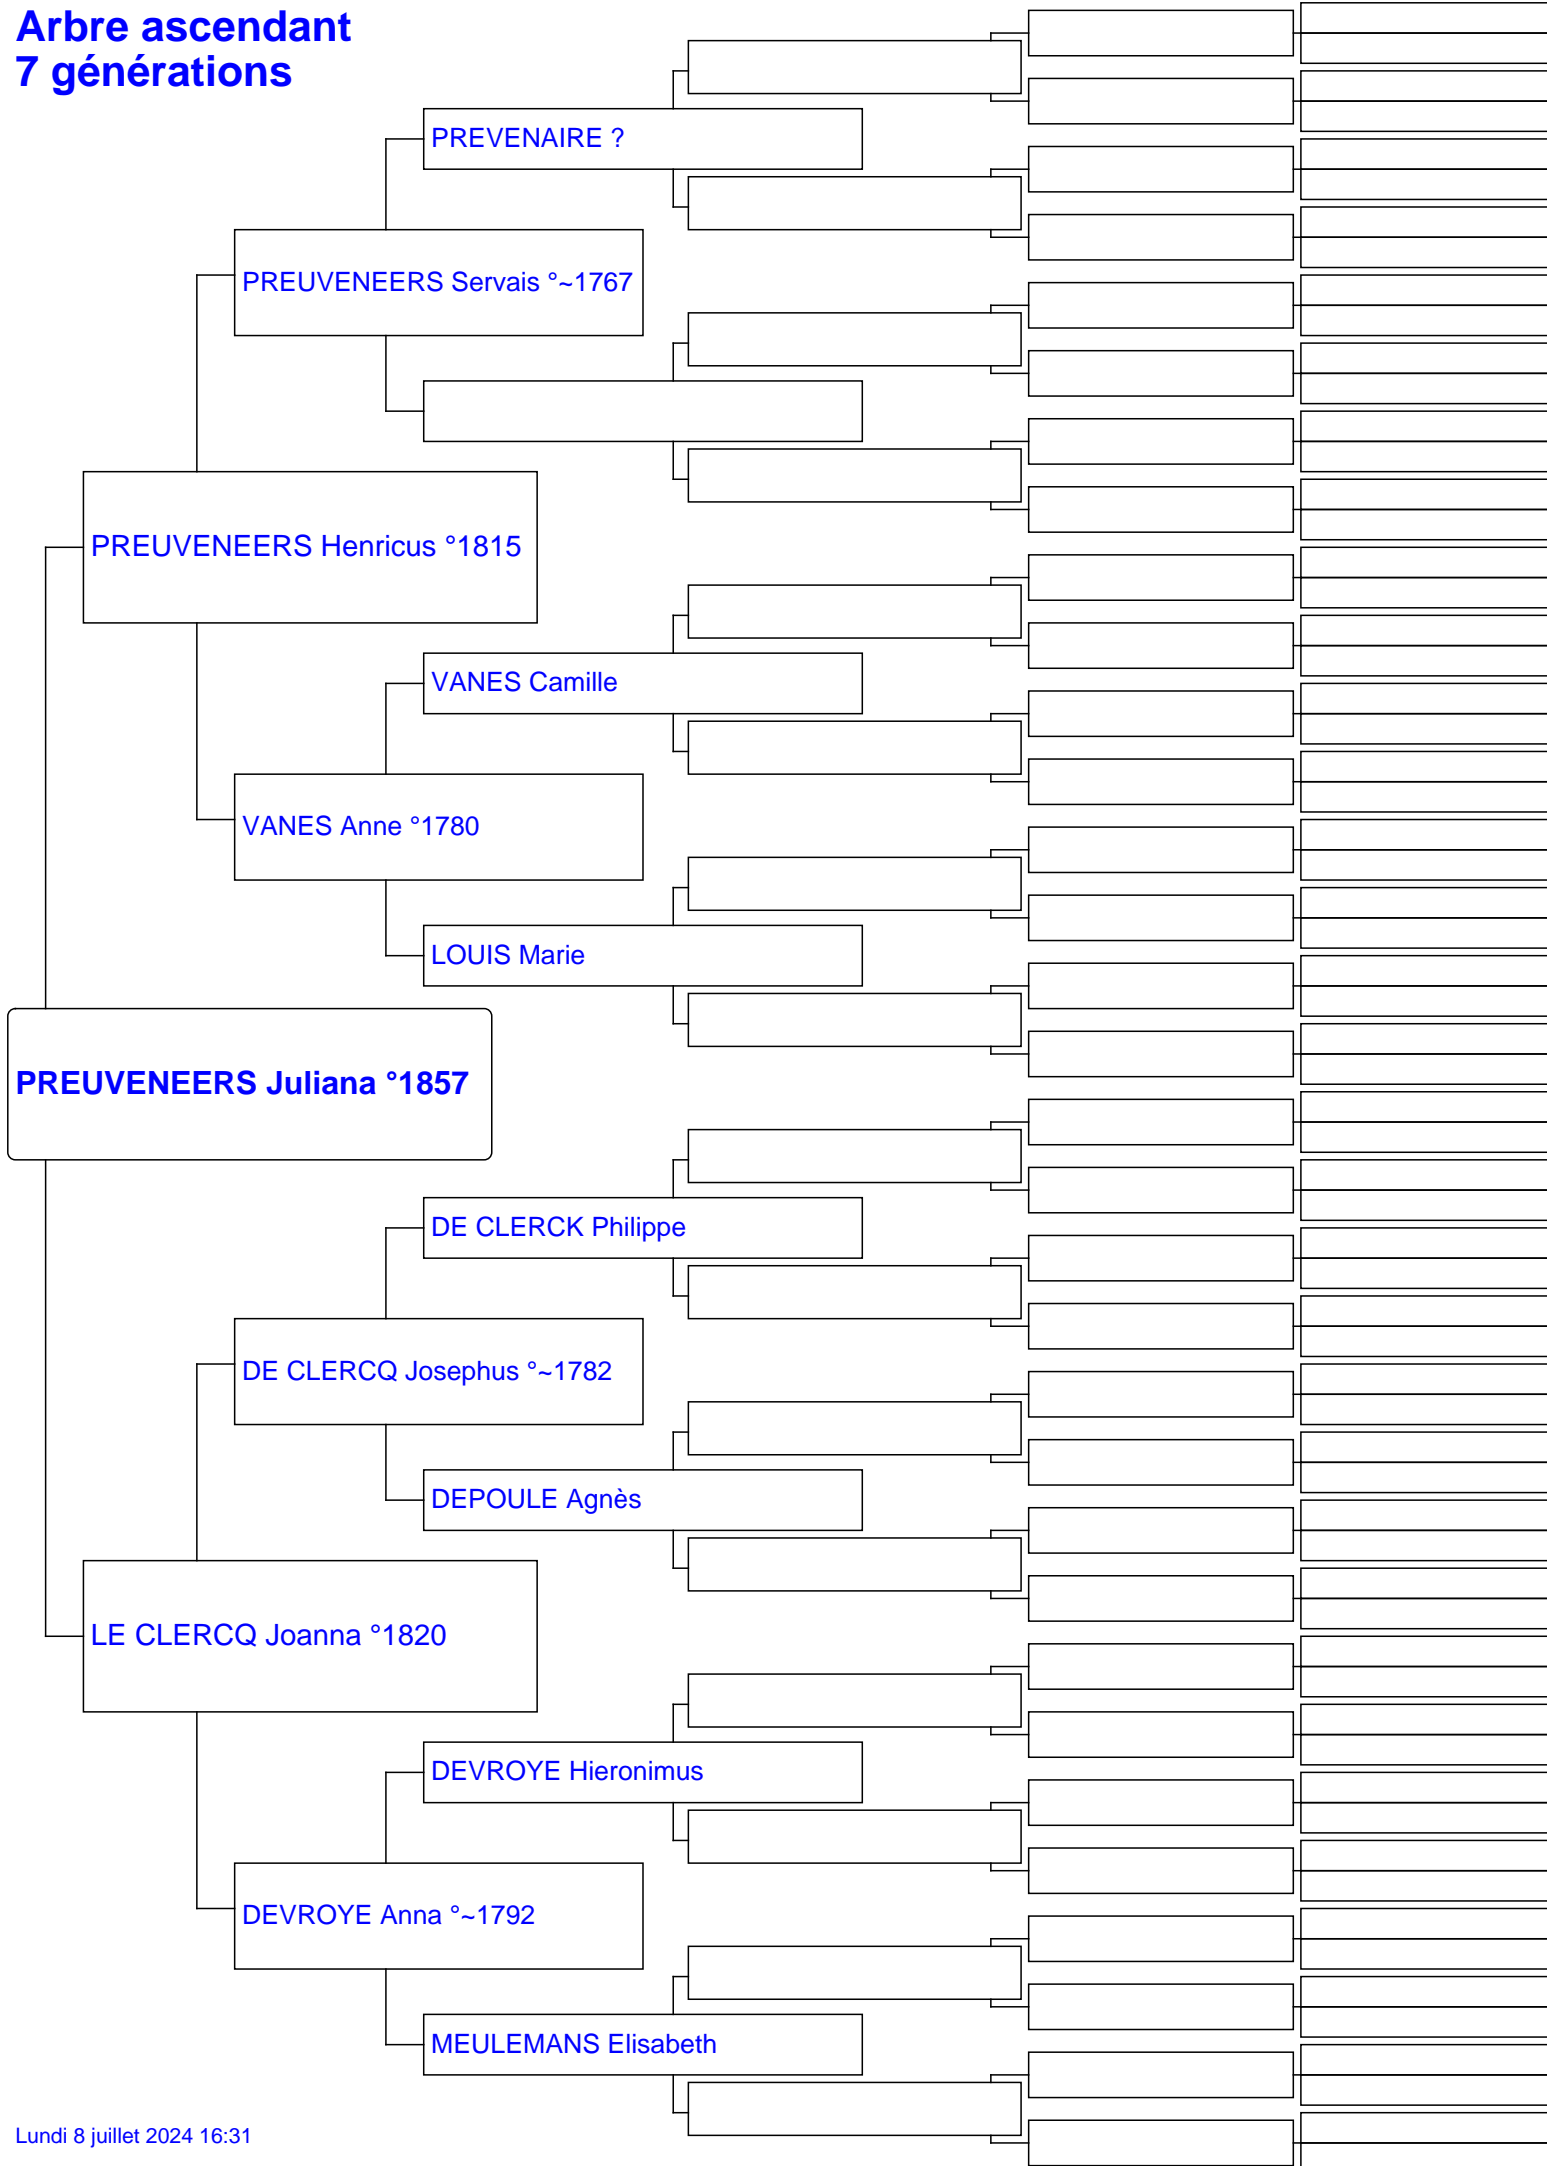 Arbre ascendant
7 générations
PREVENAIRE ?
PREUVENEERS Servais °~1767
PREUVENEERS Henricus °1815
VANES Camille
VANES Anne °1780
LOUIS Marie
PREUVENEERS Juliana °1857
DE CLERCK Philippe
DE CLERCQ Josephus °~1782
DEPOULE Agnès
LE CLERCQ Joanna °1820
DEVROYE Hieronimus
DEVROYE Anna °~1792
MEULEMANS Elisabeth
Lundi 8 juillet 2024 16:31